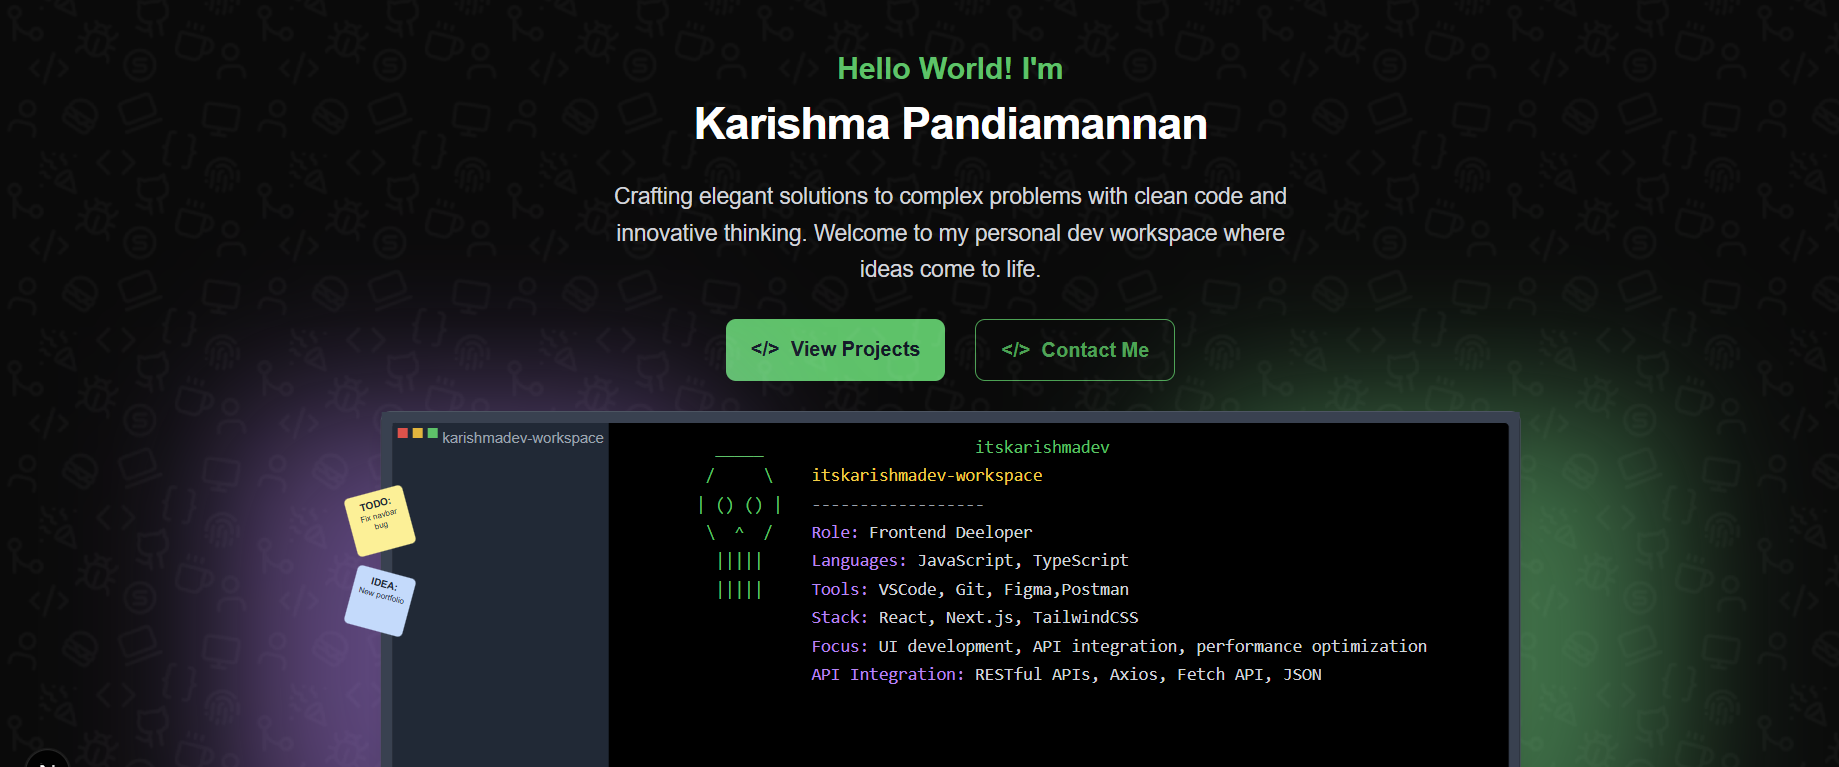 Hello World! I'm
Karishma Pandiamannan
Crafting elegant solutions to complex problems with clean code and
innovative thinking. Welcome to my personal dev workspace where
ideas come to life.
</> View Projects
</> Contact Me
karishmadev-workspace
TODO:
Fix navbar
bug
IDEA:
New portfolio
itskarishmadev
itskarishmadev-workspace
------------------
Role: Frontend Deeloper
Languages: JavaScript, TypeScript
Tools: VSCode, Git, Figma,Postman
Stack: React, Next.js, TailwindCSS
Focus: UI development, API integration, performance optimization
API Integration: RESTful APIs, Axios, Fetch API, JSON